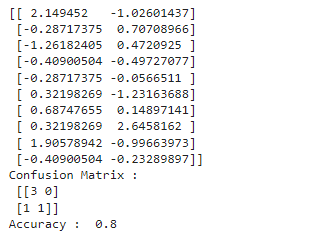 [[ 2.149452   -1.02601437]
 [-0.28717375  0.70708966]
 [-1.26182405  0.4720925 ]
 [-0.40900504 -0.49727077]
 [-0.28717375 -0.0566511 ]
 [ 0.32198269 -1.23163688]
 [ 0.68747655  0.14897141]
 [ 0.32198269  2.6458162 ]
 [ 1.90578942 -0.99663973]
 [-0.40900504 -0.23289897]]
Confusion Matrix :
 [[3 0]
 [1 1]]
Accuracy :  0.8